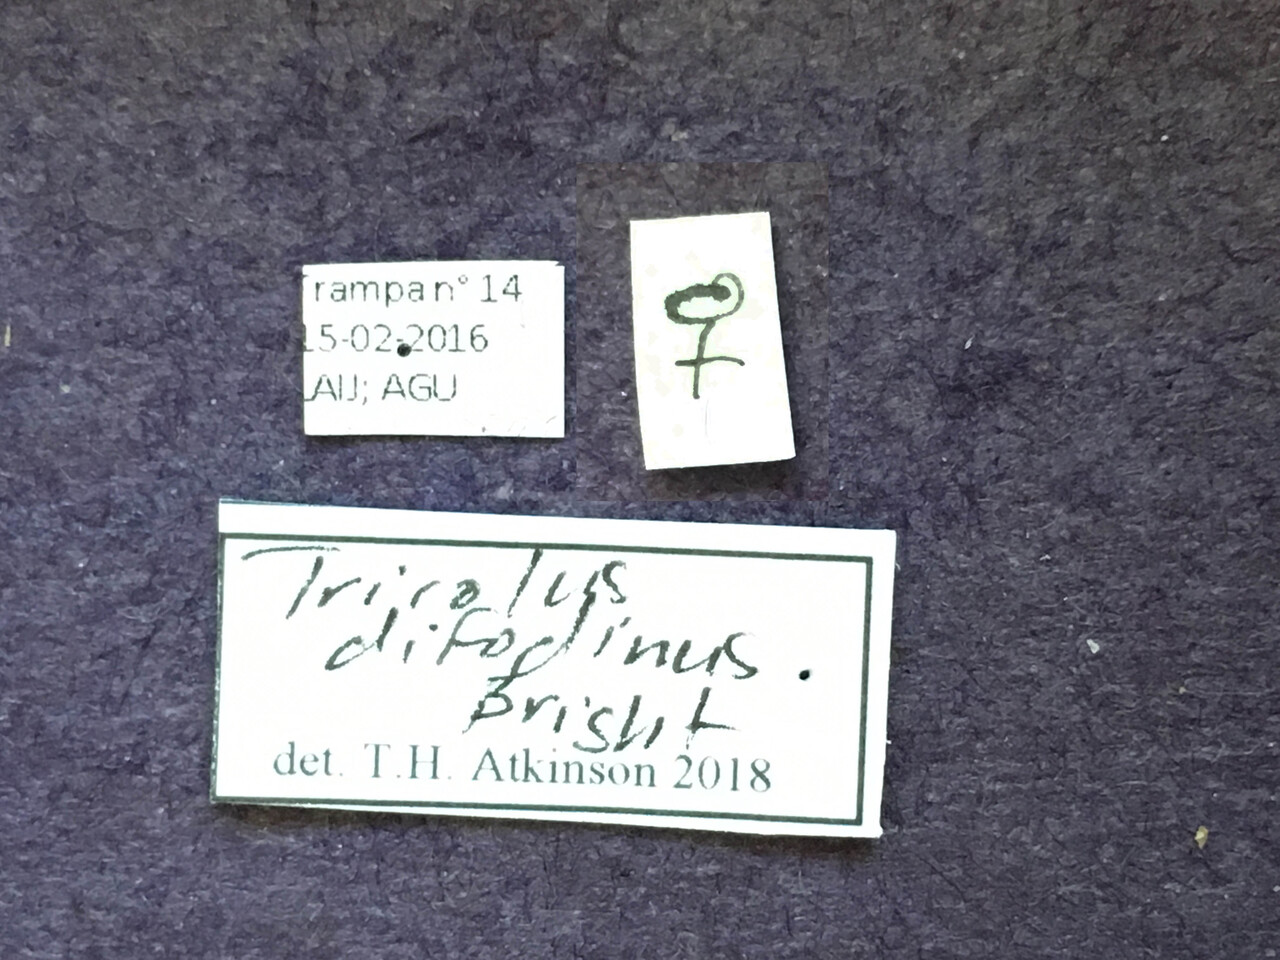 rampa n° 14
15-02-2016
AIJ; AGU
♀
Tricolus
difodinus.
Bright
det. T.H. Atkinson 2018